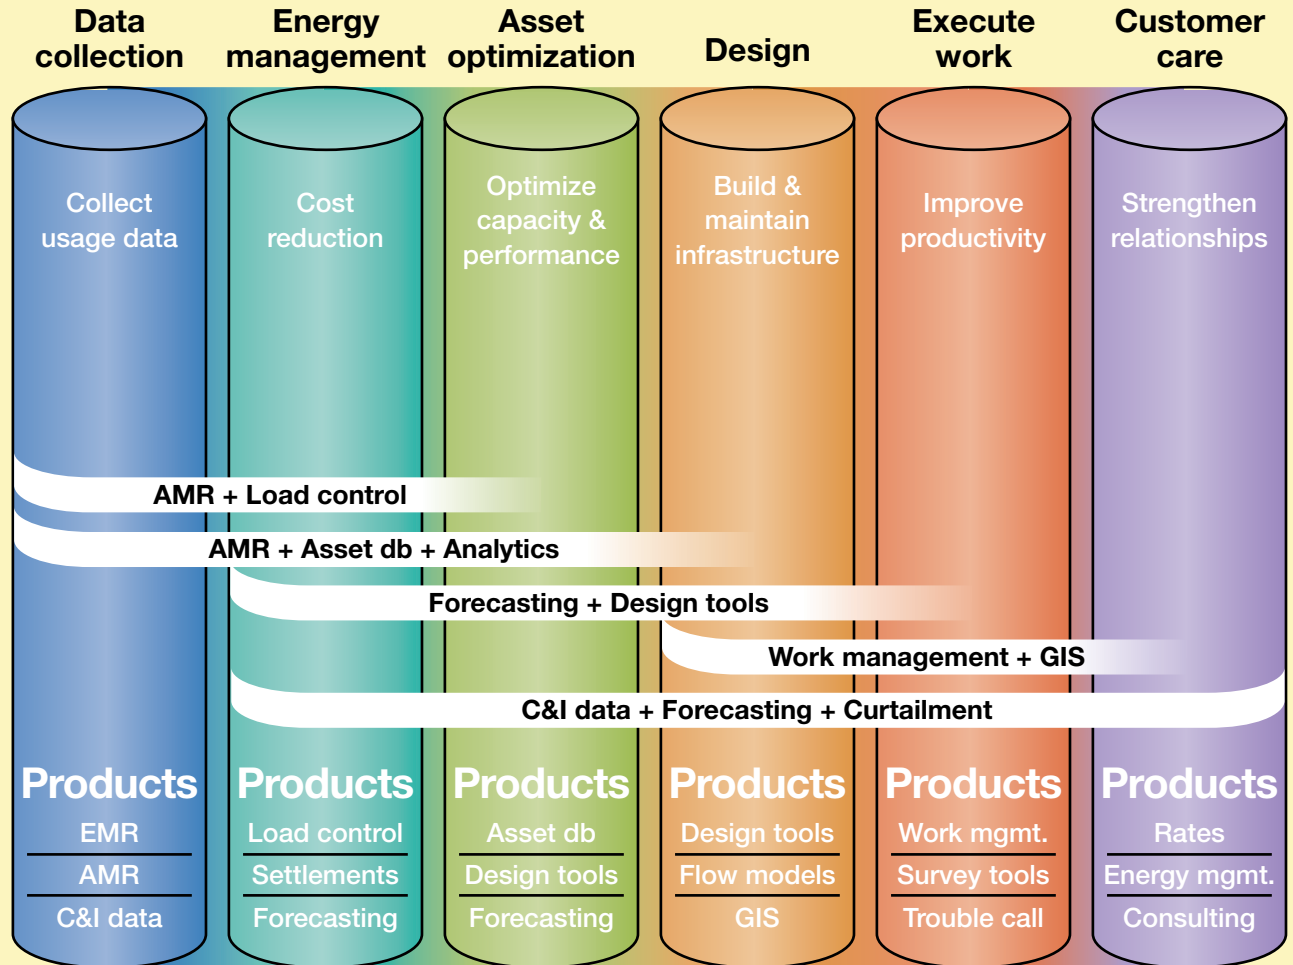 Data
collection
Energy
management
Asset
optimization
Design
Execute
work
Customer
care
Collect
usage data
Cost
reduction
Optimize
capacity &
performance
Build &
maintain
infrastructure
Improve
productivity
Strengthen
relationships
AMR + Load control
AMR + Asset db + Analytics
Forecasting + Design tools
Work management + GIS
C&I data + Forecasting + Curtailment
Products
EMR
AMR
C&I data
Products
Load control
Settlements
Forecasting
Products
Asset db
Design tools
Forecasting
Products
Design tools
Flow models
GIS
Products
Work mgmt.
Survey tools
Trouble call
Products
Rates
Energy mgmt.
Consulting